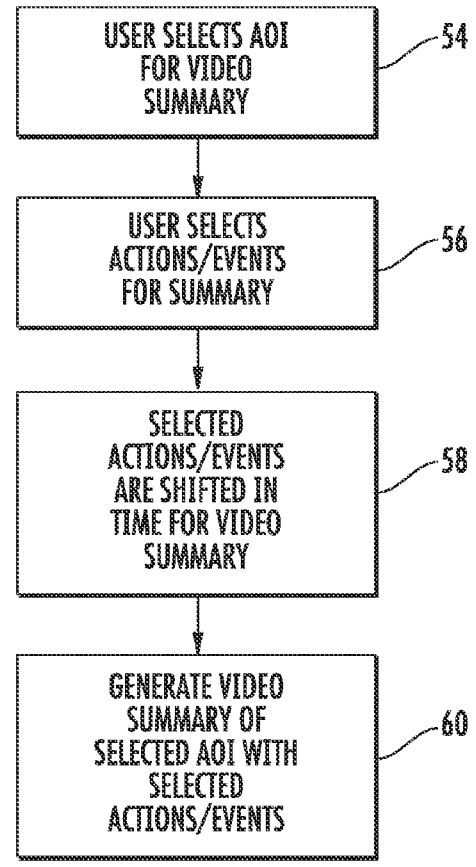 USER SELECTS AOI
FOR VIDEO
SUMMARY
54
USER SELECTS
ACTIONS/EVENTS
FOR SUMMARY
56
SELECTED
ACTIONS/EVENTS
ARE SHIFTED IN
TIME FOR VIDEO
SUMMARY
58
GENERATE VIDEO
SUMMARY OF
SELECTED AOI WITH
SELECTED
ACTIONS/EVENTS
60